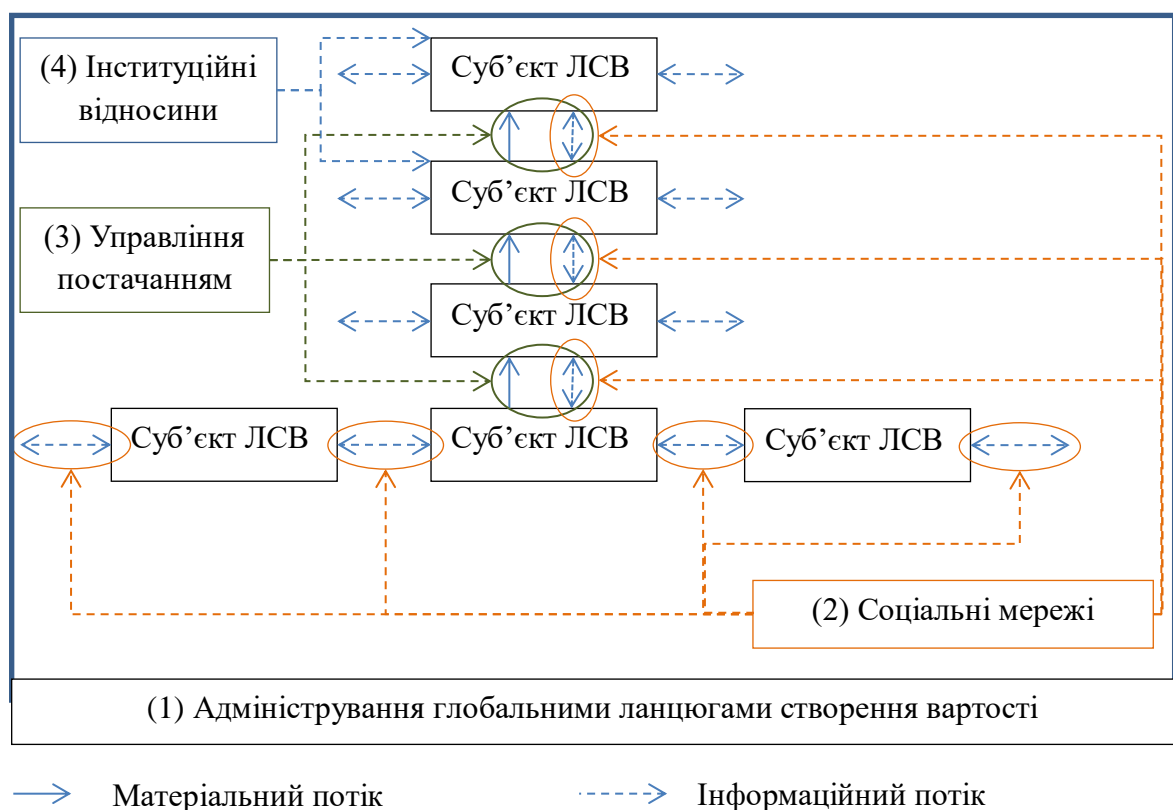 (4) Інституційні
відносини
Суб’єкт ЛСВ
Суб’єкт ЛСВ
(3) Управління
постачанням
Суб’єкт ЛСВ
Суб’єкт ЛСВ
Суб’єкт ЛСВ
Суб’єкт ЛСВ
(2) Соціальні мережі
(1) Адміністрування глобальними ланцюгами створення вартості
Матеріальний потік
Інформаційний потік